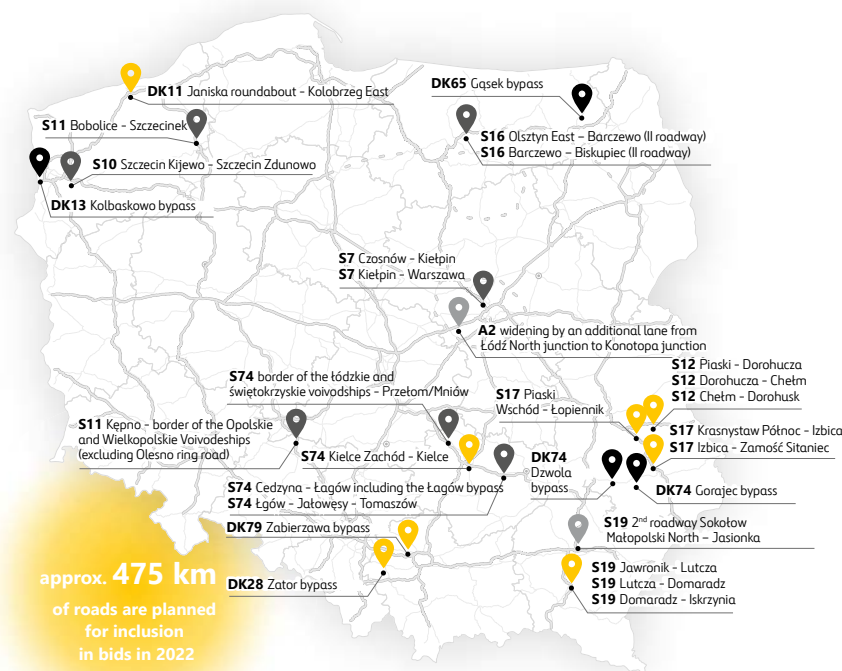 DK11 Janiska roundabout – Kolobrzeg East
DK65 Gąsek bypass
S11 Bobolice – Szczecinek
S16 Olsztyn East – Barczewo (II roadway)
S16 Barczewo – Biskupiec (II roadway)
S10 Szczecin Kijewo – Szczecin Zdunowo
DK13 Kolbaskowo bypass
S7 Czosnów – Kiełpin
S7 Kiełpin – Warszawa
A2 widening by an additional lane from
Łódź North junction to Konotopa junction
S12 Piaski - Dorohucza
S12 Dorohucza - Chełm
S12 Chełm - Dorohusk
S74 border of the łódzkie and
świętokrzyskie voivodships - Przełom/Mniów
S17 Piaski
Wschód - Łopiennik
S17 Krasnystaw Północ - Izbica
S17 Izbica - Zamość Sitaniec
S11 Kępno - border of the Opolskie
and Wielkopolskie Voivodeships
(excluding Olesno ring road)
S74 Kielce Zachód - Kielce
DK74
Dzwola
bypass
S74 Cedzyna - Łagów including the Łagów bypass
S74 Łgów - Jałowęsy - Tomaszów
DK74 Gorajec bypass
DK79 Zabierzawa bypass
S19 2nd roadway Sokołow
Małopolski North – Jasionka
DK28 Zator bypass
S19 Jawronik - Lutcza
S19 Lutcza - Domaradz
S19 Domaradz - Iskrzynia
approx. 475 km
of roads are planned
for inclusion
in bids in 2022